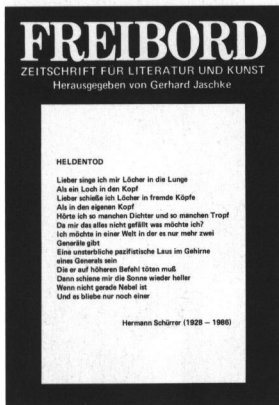 FREIBORD
ZEITSCHRIFT FÜR LITERATUR UND KUNST
Herausgegeben von Gerhard Jaschke
HELDENTOD
Lieber singe ich mir Löcher in die Lunge
Als ein Loch in den Kopf
Lieber schieße ich Löcher in fremde Köpfe
Als in den eigenen Kopf
Hörte ich so manchen Dichter und so manchen Tropf
Da mir das alles nicht gefällt was möchte ich?
Ich möchte in einer Welt in der es nur mehr zwei
Generäle gibt
Eine unsterbliche pazifistische Laus im Gehirne
eines Generals sein
Die er auf höheren Befehl töten muß
Dann schiene mir die Sonne wieder heller
Wenn nicht gerade Nebel ist
Und es bliebe nur noch einer
Hermann Schürrer (1928 – 1986)